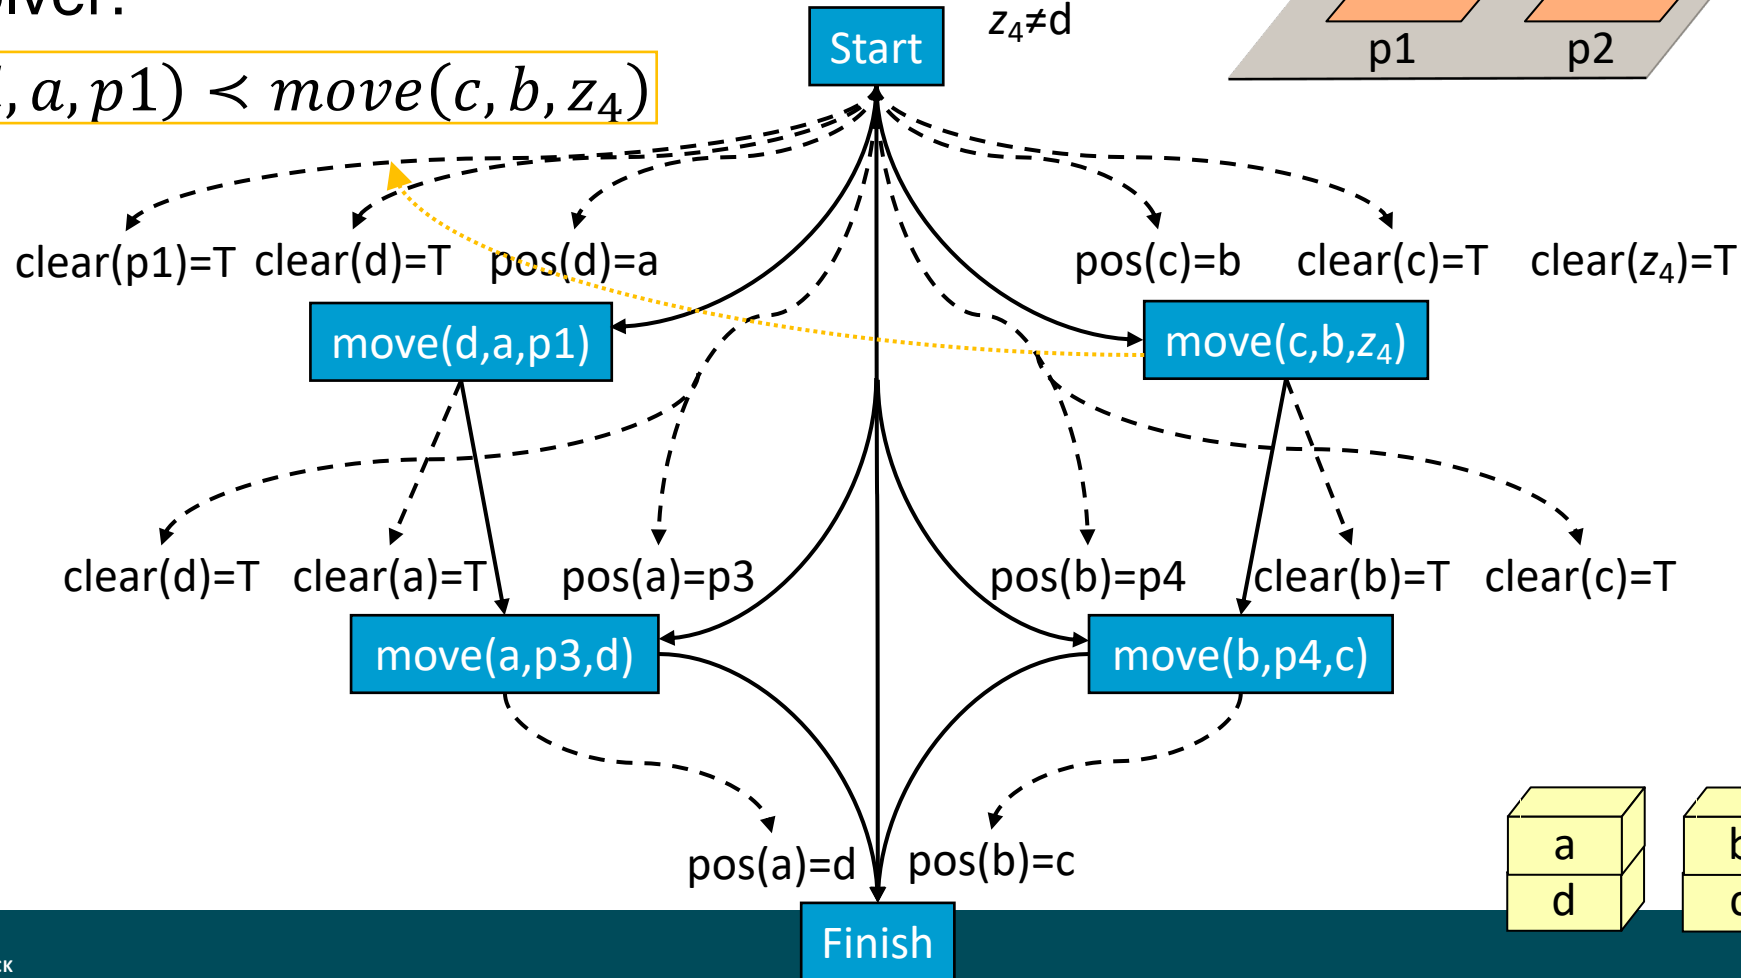 Start
z₄≠d
p1 p2
, a, p1) ≺ move(c, b, z₄)
clear(p1)=T clear(d)=T pos(d)=a pos(c)=b clear(c)=T clear(z₄)=T
move(d,a,p1) move(c,b,z₄)
clear(d)=T clear(a)=T pos(a)=p3 pos(b)=p4 clear(b)=T clear(c)=T
move(a,p3,d) move(b,p4,c)
pos(a)=d pos(b)=c
a b
d
Finish